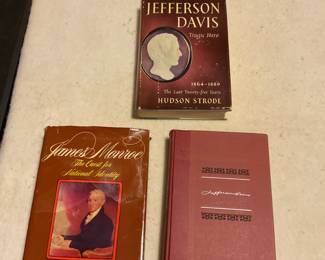 JEFFERSON
DAVIS
Tragic Hero
1864-1889
The Last Twenty-five Years
HUDSON STRODE
James Monroe
The Quest for
National Identity